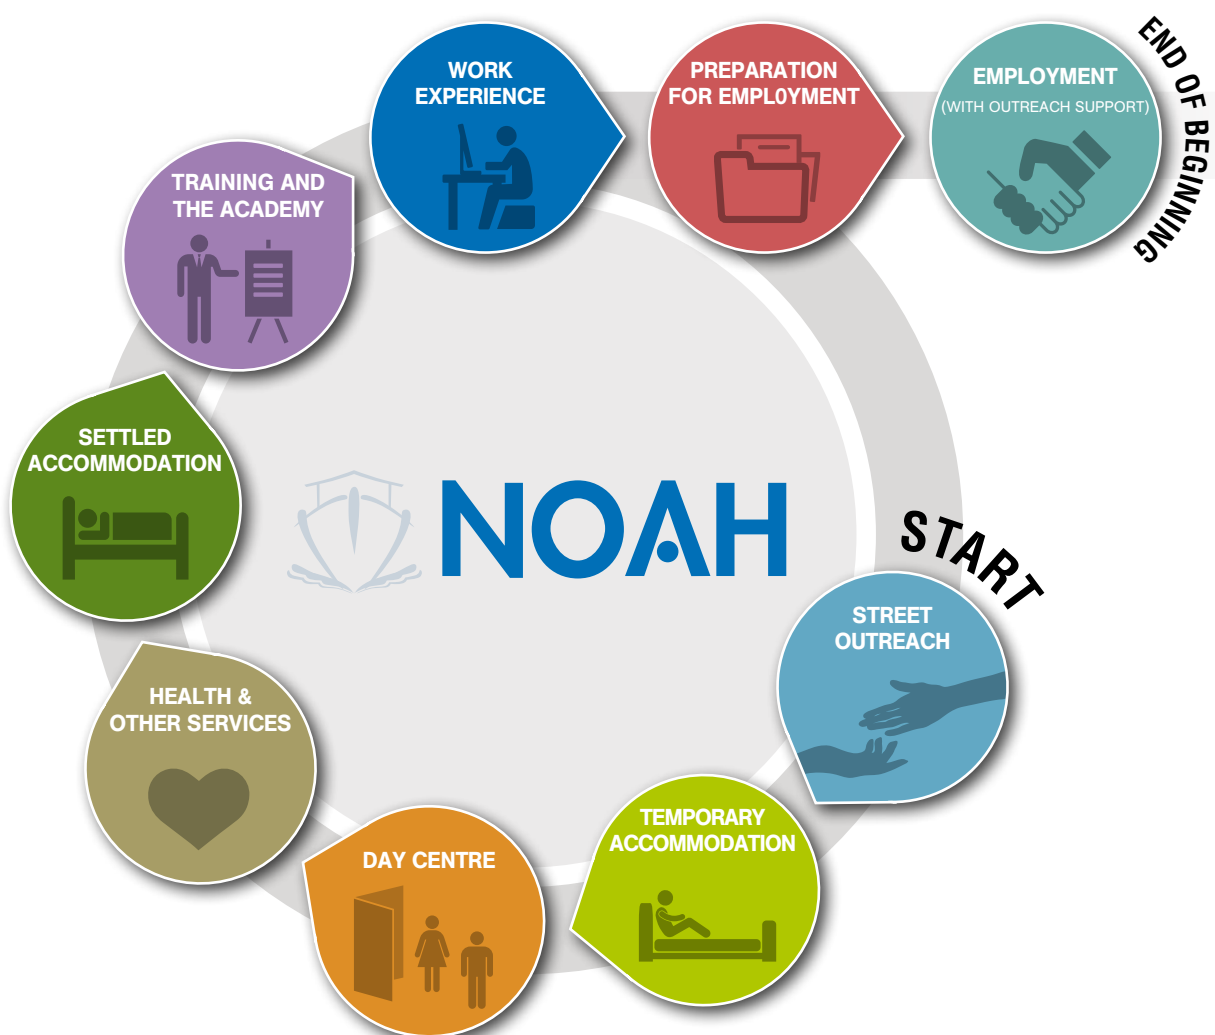 WORK
EXPERIENCE
PREPARATION
FOR EMPL0YMENT
EMPLOYMENT
(WITH OUTREACH SUPPORT)
END OF BEGINNING
TRAINING AND
THE ACADEMY
SETTLED
ACCOMMODATION
NOAH
START
STREET
OUTREACH
HEALTH &
OTHER SERVICES
TEMPORARY
ACCOMMODATION
DAY CENTRE